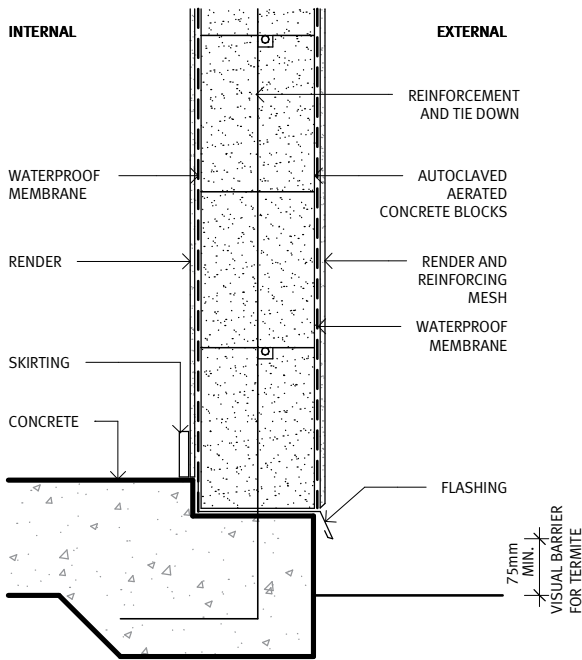 INTERNAL
EXTERNAL
REINFORCEMENT
AND TIE DOWN
WATERPROOF
MEMBRANE
AUTOCLAVED
AERATED
CONCRETE BLOCKS
RENDER
RENDER AND
REINFORCING
MESH
WATERPROOF
MEMBRANE
SKIRTING
CONCRETE
FLASHING
75mm
MIN.
VISUAL BARRIER
FOR TERMITE